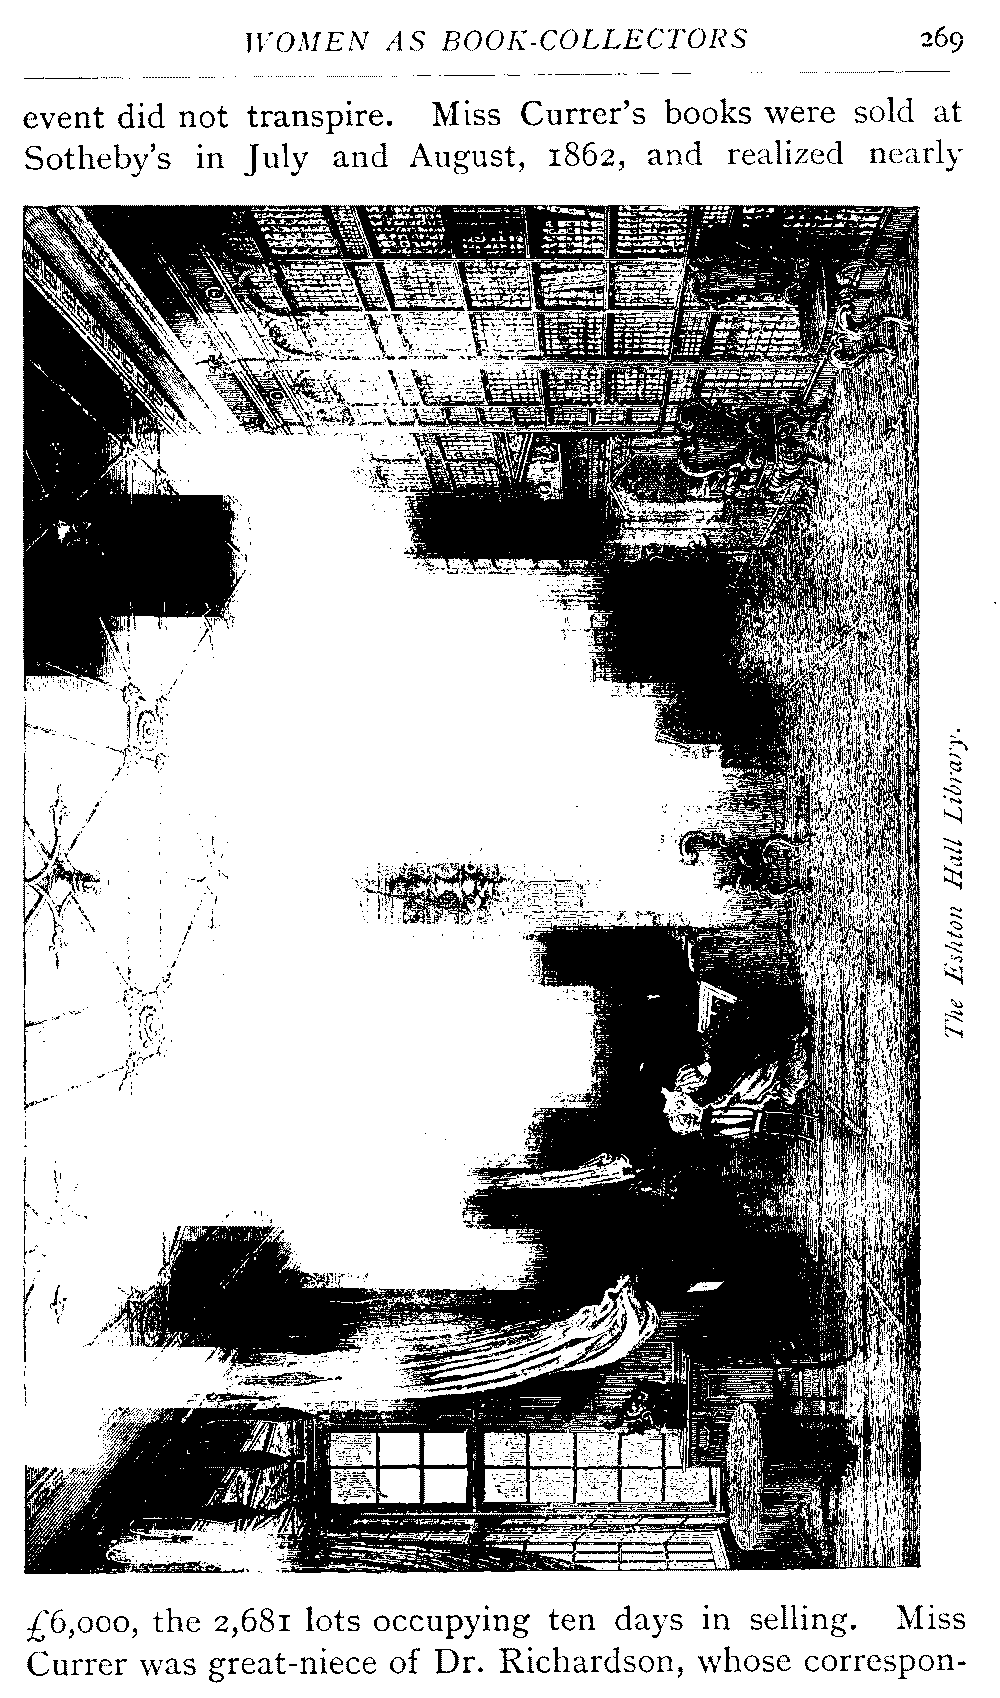 WOMEN AS BOOK-COLLECTORS 269
event did not transpire. Miss Currer's books were sold at
Sotheby's in July and August, 1862, and realized nearly
The Eshton Hall Library.
£6,000, the 2,681 lots occupying ten days in selling. Miss
Currer was great-niece of Dr. Richardson, whose correspon-